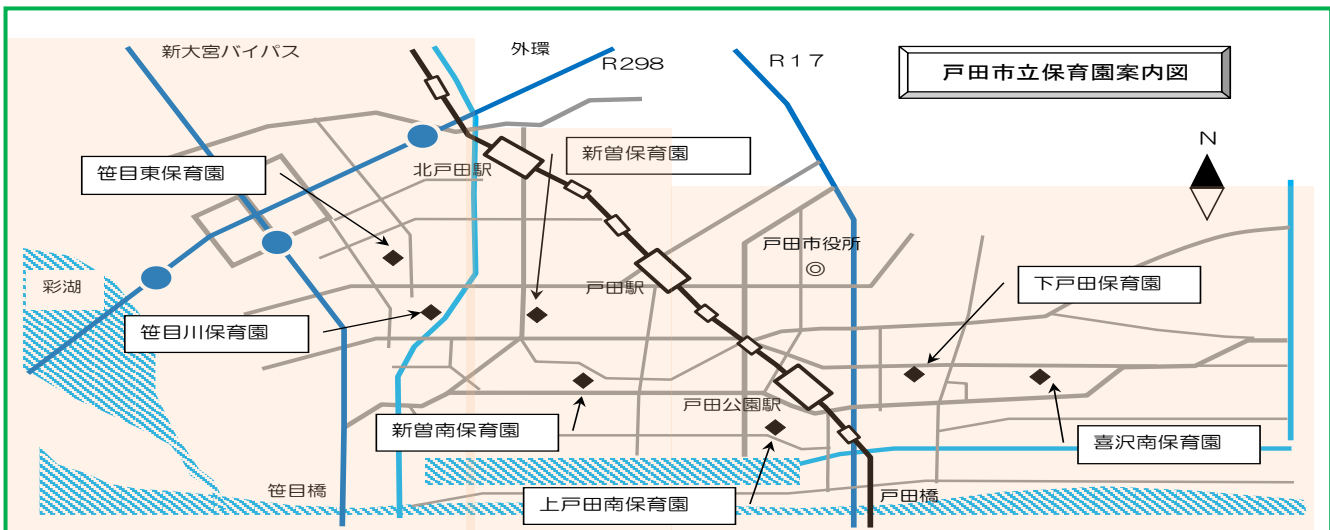 戸田市立保育園案内図
新大宮バイパス
外環
R298
R17
N
笹目東保育園
北戸田駅
新曽保育園
戸田市役所
彩湖
戸田駅
下戸田保育園
笹目川保育園
戸田公園駅
新曽南保育園
喜沢南保育園
笹目橋
上戸田南保育園
戸田橋